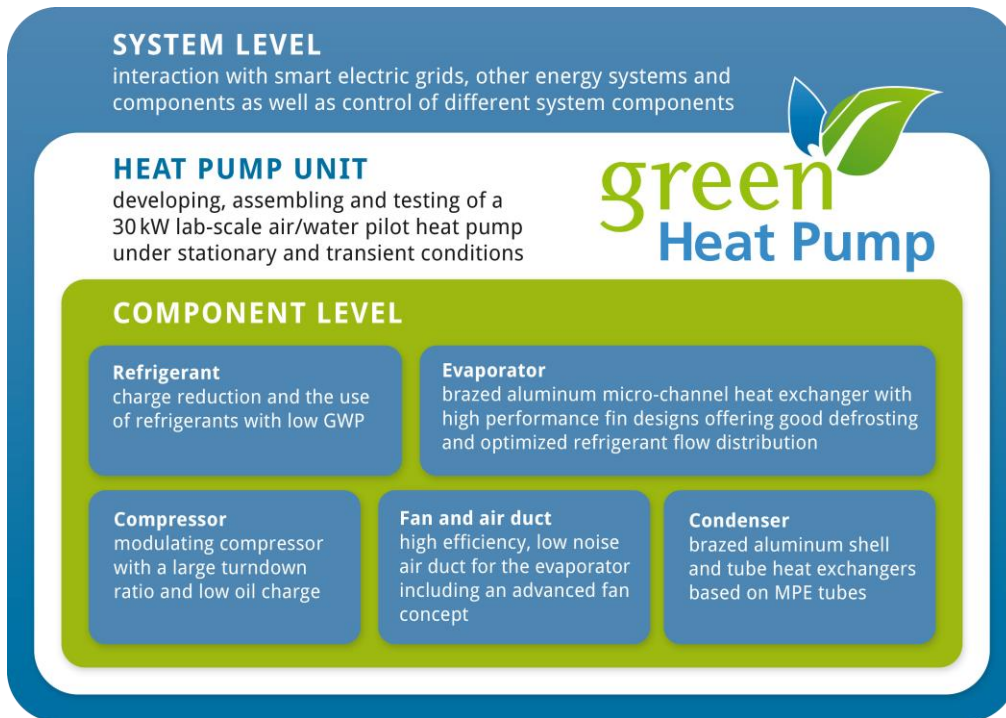 SYSTEM LEVEL
interaction with smart electric grids, other energy systems and
components as well as control of different system components
HEAT PUMP UNIT
developing, assembling and testing of a
30 kW lab-scale air/water pilot heat pump
under stationary and transient conditions
green
Heat Pump
COMPONENT LEVEL
Refrigerant
charge reduction and the use
of refrigerants with low GWP
Evaporator
brazed aluminum micro-channel heat exchanger with
high performance fin designs offering good defrosting
and optimized refrigerant flow distribution
Compressor
modulating compressor
with a large turndown
ratio and low oil charge
Fan and air duct
high efficiency, low noise
air duct for the evaporator
including an advanced fan
concept
Condenser
brazed aluminum shell
and tube heat exchangers
based on MPE tubes